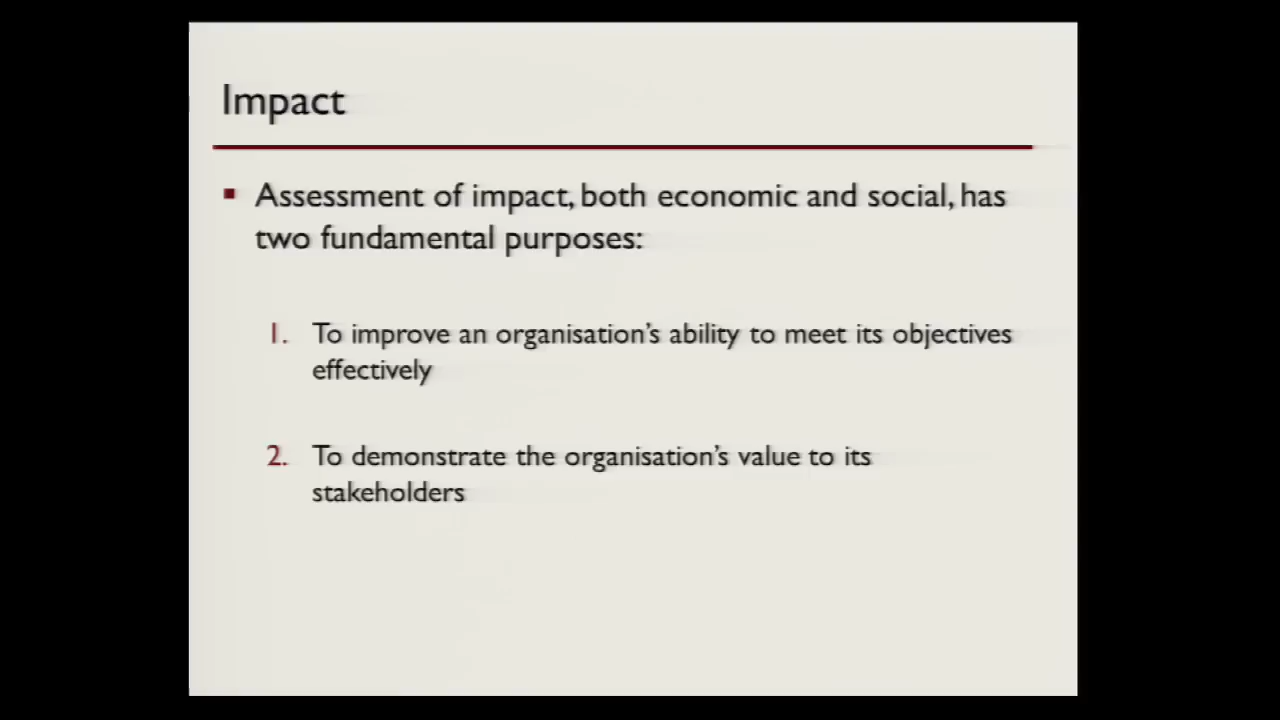 Impact
Assessment of impact, both economic and social, has
two fundamental purposes:
1. To improve an organisation's ability to meet its objectives
effectively
2. To demonstrate the organisation's value to its
stakeholders